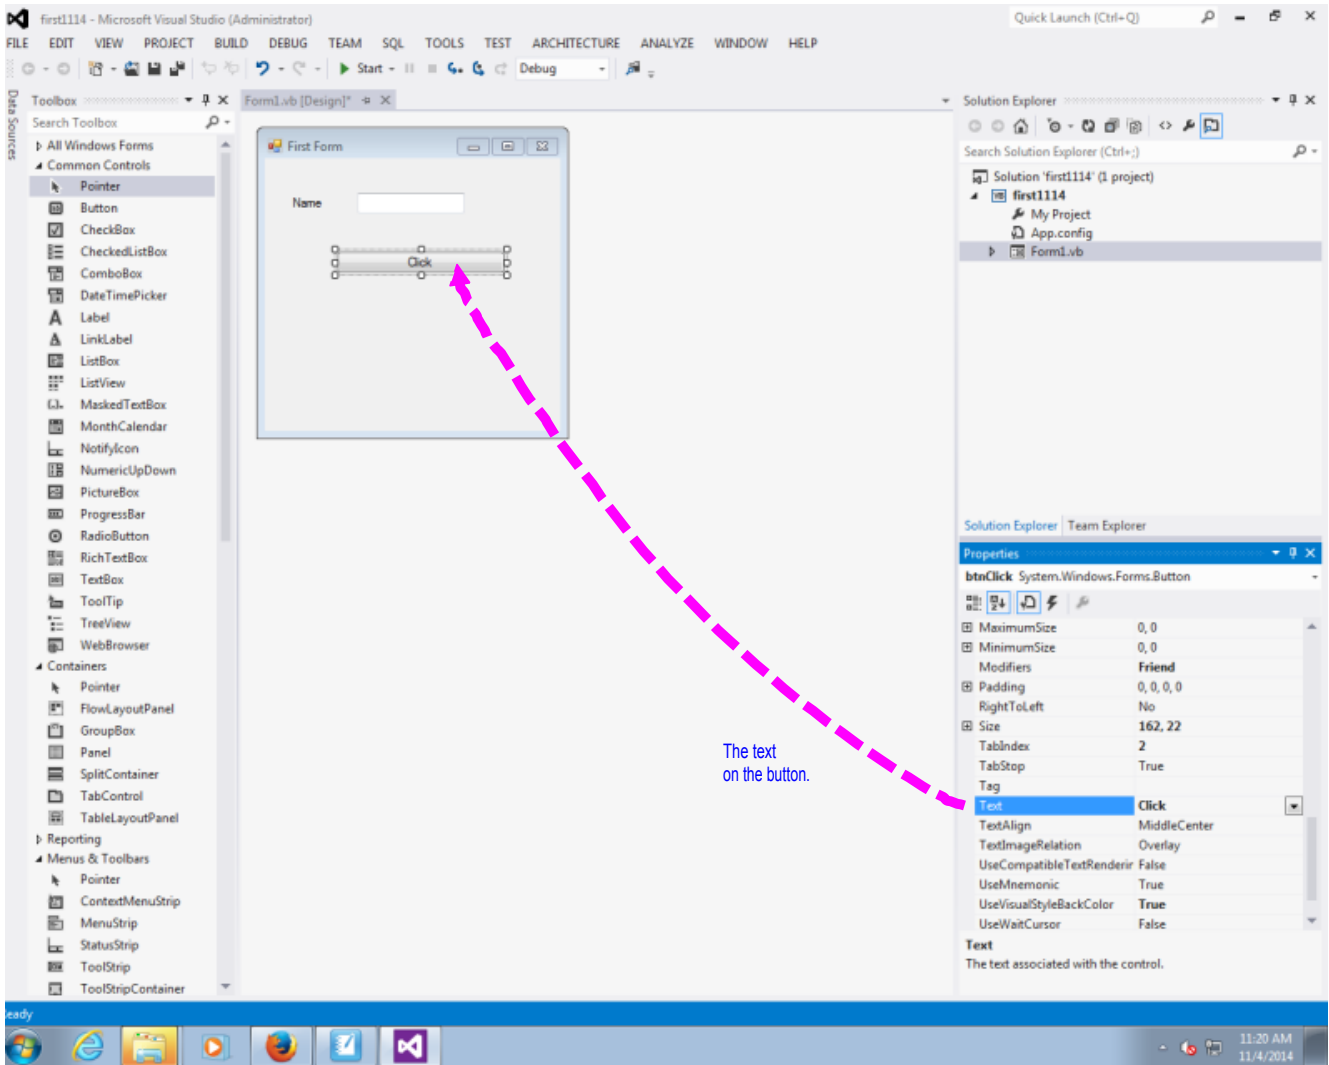 first1114 - Microsoft Visual Studio (Administrator)
Quick Launch (Ctrl+Q)
FILE EDIT VIEW PROJECT BUILD DEBUG TEAM SQL TOOLS TEST ARCHITECTURE ANALYZE WINDOW HELP
Start
Debug
Data Sources
Toolbox
Search Toolbox
All Windows Forms
Common Controls
Pointer
Button
CheckBox
CheckedListBox
ComboBox
DateTimePicker
Label
LinkLabel
ListBox
ListView
MaskedTextBox
MonthCalendar
NotifyIcon
NumericUpDown
PictureBox
ProgressBar
RadioButton
RichTextBox
TextBox
ToolTip
TreeView
WebBrowser
Containers
Pointer
FlowLayoutPanel
GroupBox
Panel
SplitContainer
TabControl
TableLayoutPanel
Reporting
Menus & Toolbars
Pointer
ContextMenuStrip
MenuStrip
StatusStrip
ToolStrip
ToolStripContainer
Form1.vb [Design]*
First Form
Name
Click
The text
on the button.
Solution Explorer
Search Solution Explorer (Ctrl+;)
Solution 'first1114' (1 project)
first1114
My Project
App.config
Form1.vb
Solution Explorer Team Explorer
Properties
btnClick System.Windows.Forms.Button
MaximumSize 0, 0
MinimumSize 0, 0
Modifiers Friend
Padding 0, 0, 0, 0
RightToLeft No
Size 162, 22
TabIndex 2
TabStop True
Tag
Text Click
TextAlign MiddleCenter
TextImageRelation Overlay
UseCompatibleTextRenderin False
UseMnemonic True
UseVisualStyleBackColor True
UseWaitCursor False
Text
The text associated with the control.
eady
11:20 AM
11/4/2014